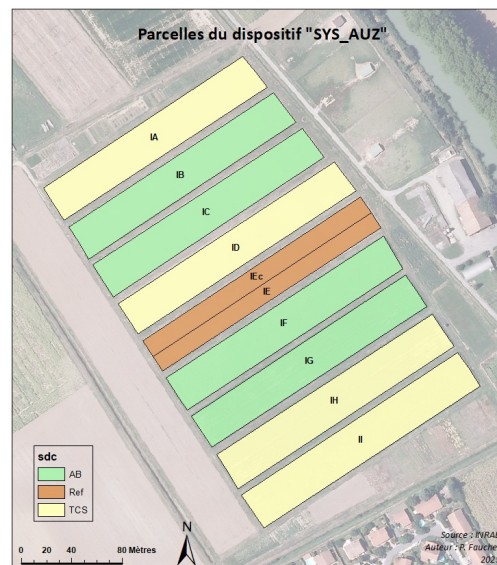 Parcelles du dispositif "SYS_AUZ"
IA
IB
IC
ID
IEc
IE
IF
IG
IH
II
sdc
AB
Ref
TCS
0 20 40 80 Mètres
N
Source : INRAE
Auteur : P. Faucher